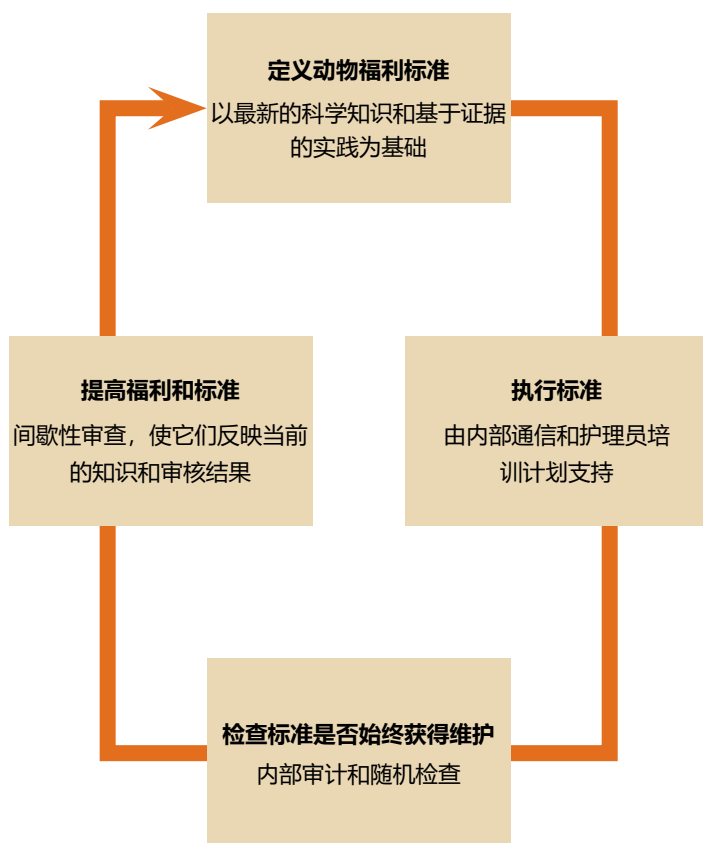 定义动物福利标准
以最新的科学知识和基于证据
的实践为基础
提高福利和标准
间歇性审查，使它们反映当前
的知识和审核结果
执行标准
由内部通信和护理员培
训计划支持
检查标准是否始终获得维护
内部审计和随机检查